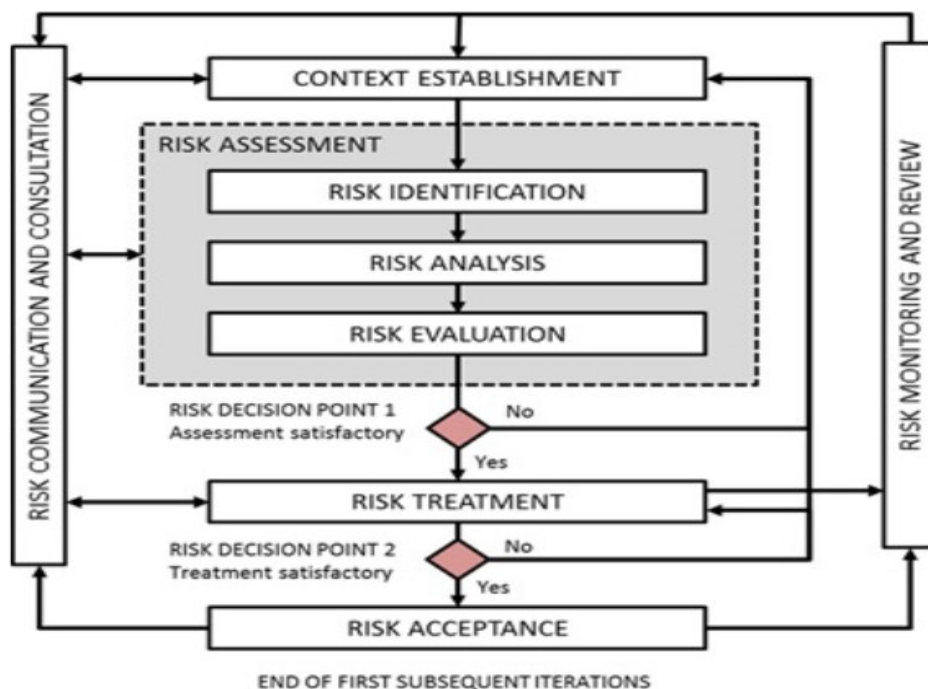 CONTEXT ESTABLISHMENT
RISK ASSESSMENT
RISK IDENTIFICATION
RISK ANALYSIS
RISK EVALUATION
RISK DECISION POINT 1
Assessment satisfactory
No
Yes
RISK TREATMENT
RISK DECISION POINT 2
Treatment satisfactory
No
Yes
RISK ACCEPTANCE
RISK COMMUNICATION AND CONSULTATION
RISK MONITORING AND REVIEW
END OF FIRST SUBSEQUENT ITERATIONS